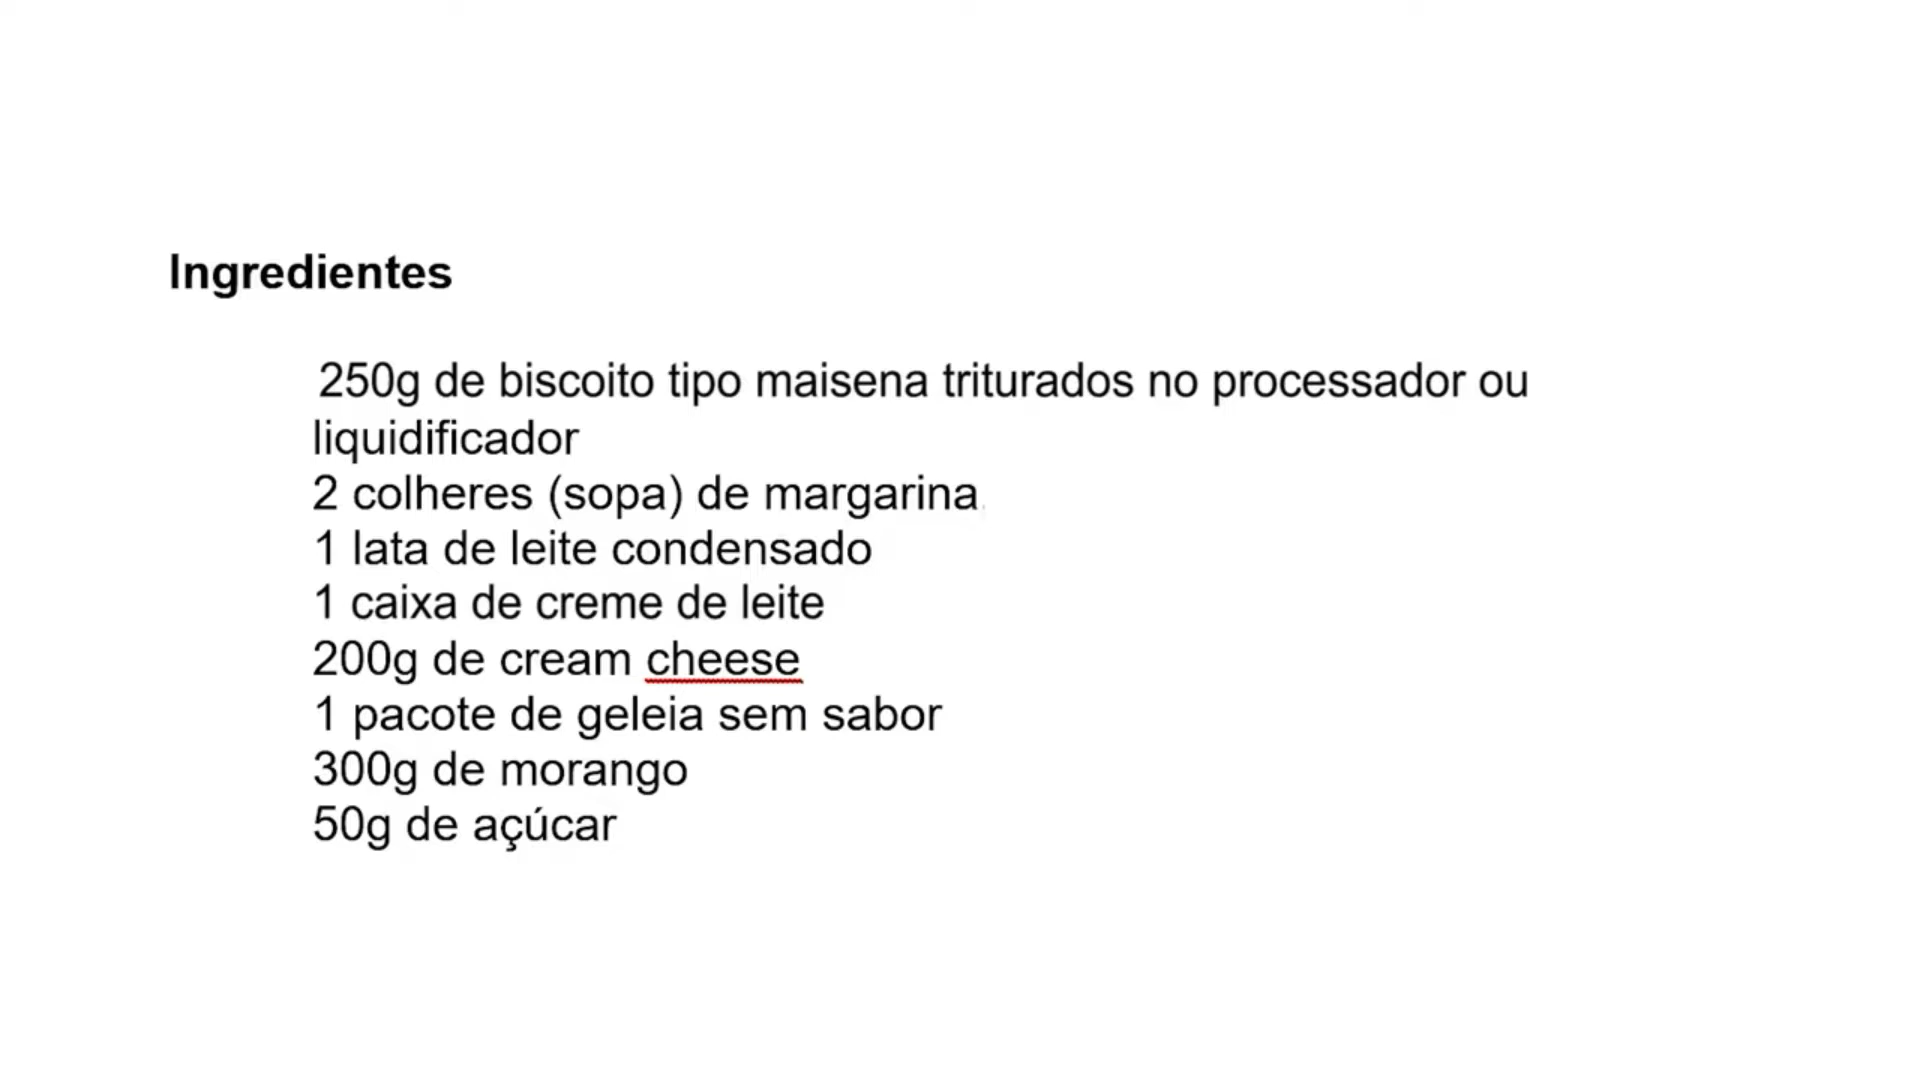 Ingredientes
250g de biscoito tipo maisena triturados no processador ou
liquidificador
2 colheres (sopa) de margarina
1 lata de leite condensado
1 caixa de creme de leite
200g de cream cheese
1 pacote de geleia sem sabor
300g de morango
50g de açúcar